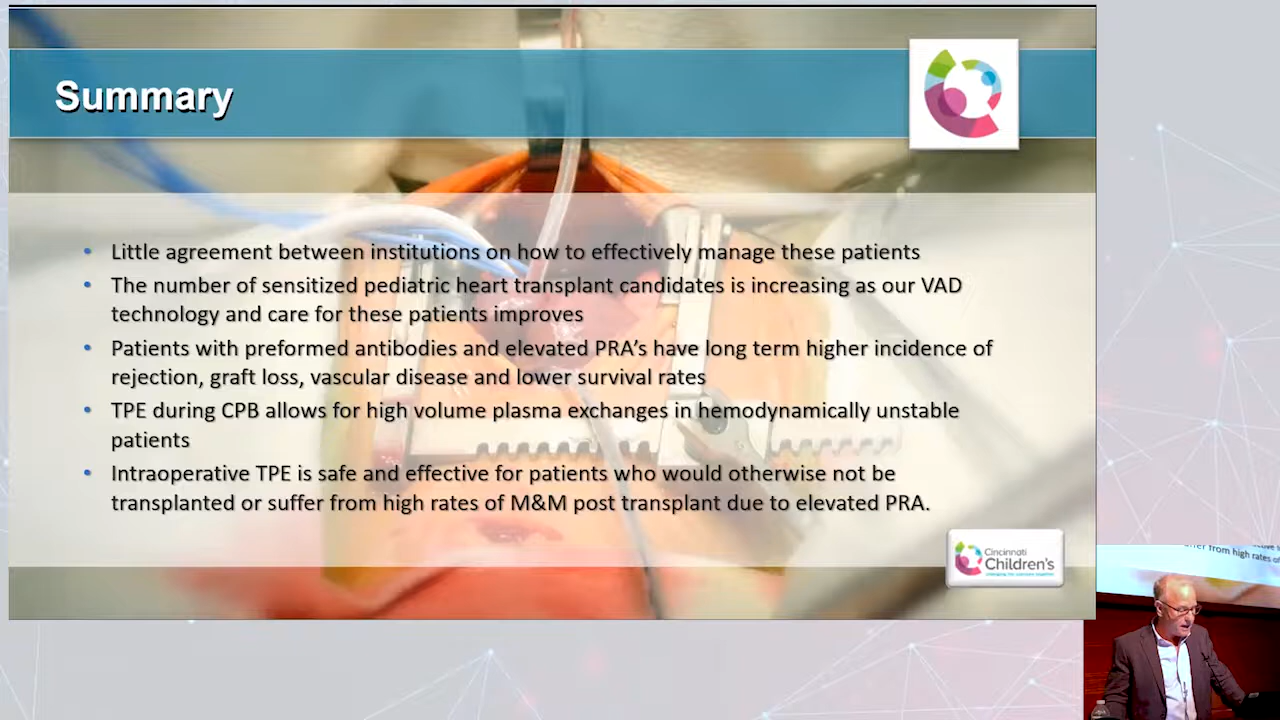 Summary
• Little agreement between institutions on how to effectively manage these patients
• The number of sensitized pediatric heart transplant candidates is increasing as our VAD
technology and care for these patients improves
• Patients with preformed antibodies and elevated PRA's have long term higher incidence of
rejection, graft loss, vascular disease and lower survival rates
• TPE during CPB allows for high volume plasma exchanges in hemodynamically unstable
patients
• Intraoperative TPE is safe and effective for patients who would otherwise not be
transplanted or suffer from high rates of M&M post transplant due to elevated PRA.
Cincinnati
Children's
from high rates of